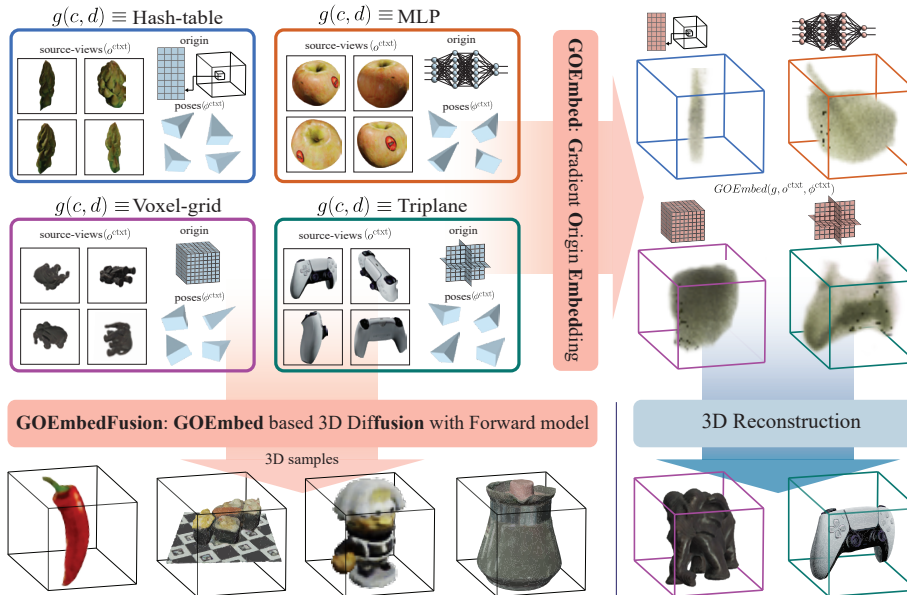 g(c, d) ≡ Hash-table
source-views(o^ctxt)
origin
poses(ϕ^ctxt)
g(c, d) ≡ MLP
source-views(o^ctxt)
origin
poses(ϕ^ctxt)
g(c, d) ≡ Voxel-grid
source-views(o^ctxt)
origin
poses(ϕ^ctxt)
g(c, d) ≡ Triplane
source-views(o^ctxt)
origin
poses(ϕ^ctxt)
GOEmbed: Gradient Origin Embedding
GOEmbed(g, o^ctxt, ϕ^ctxt)
GOEmbedFusion: GOEmbed based 3D Diffusion with Forward model
3D samples
3D Reconstruction